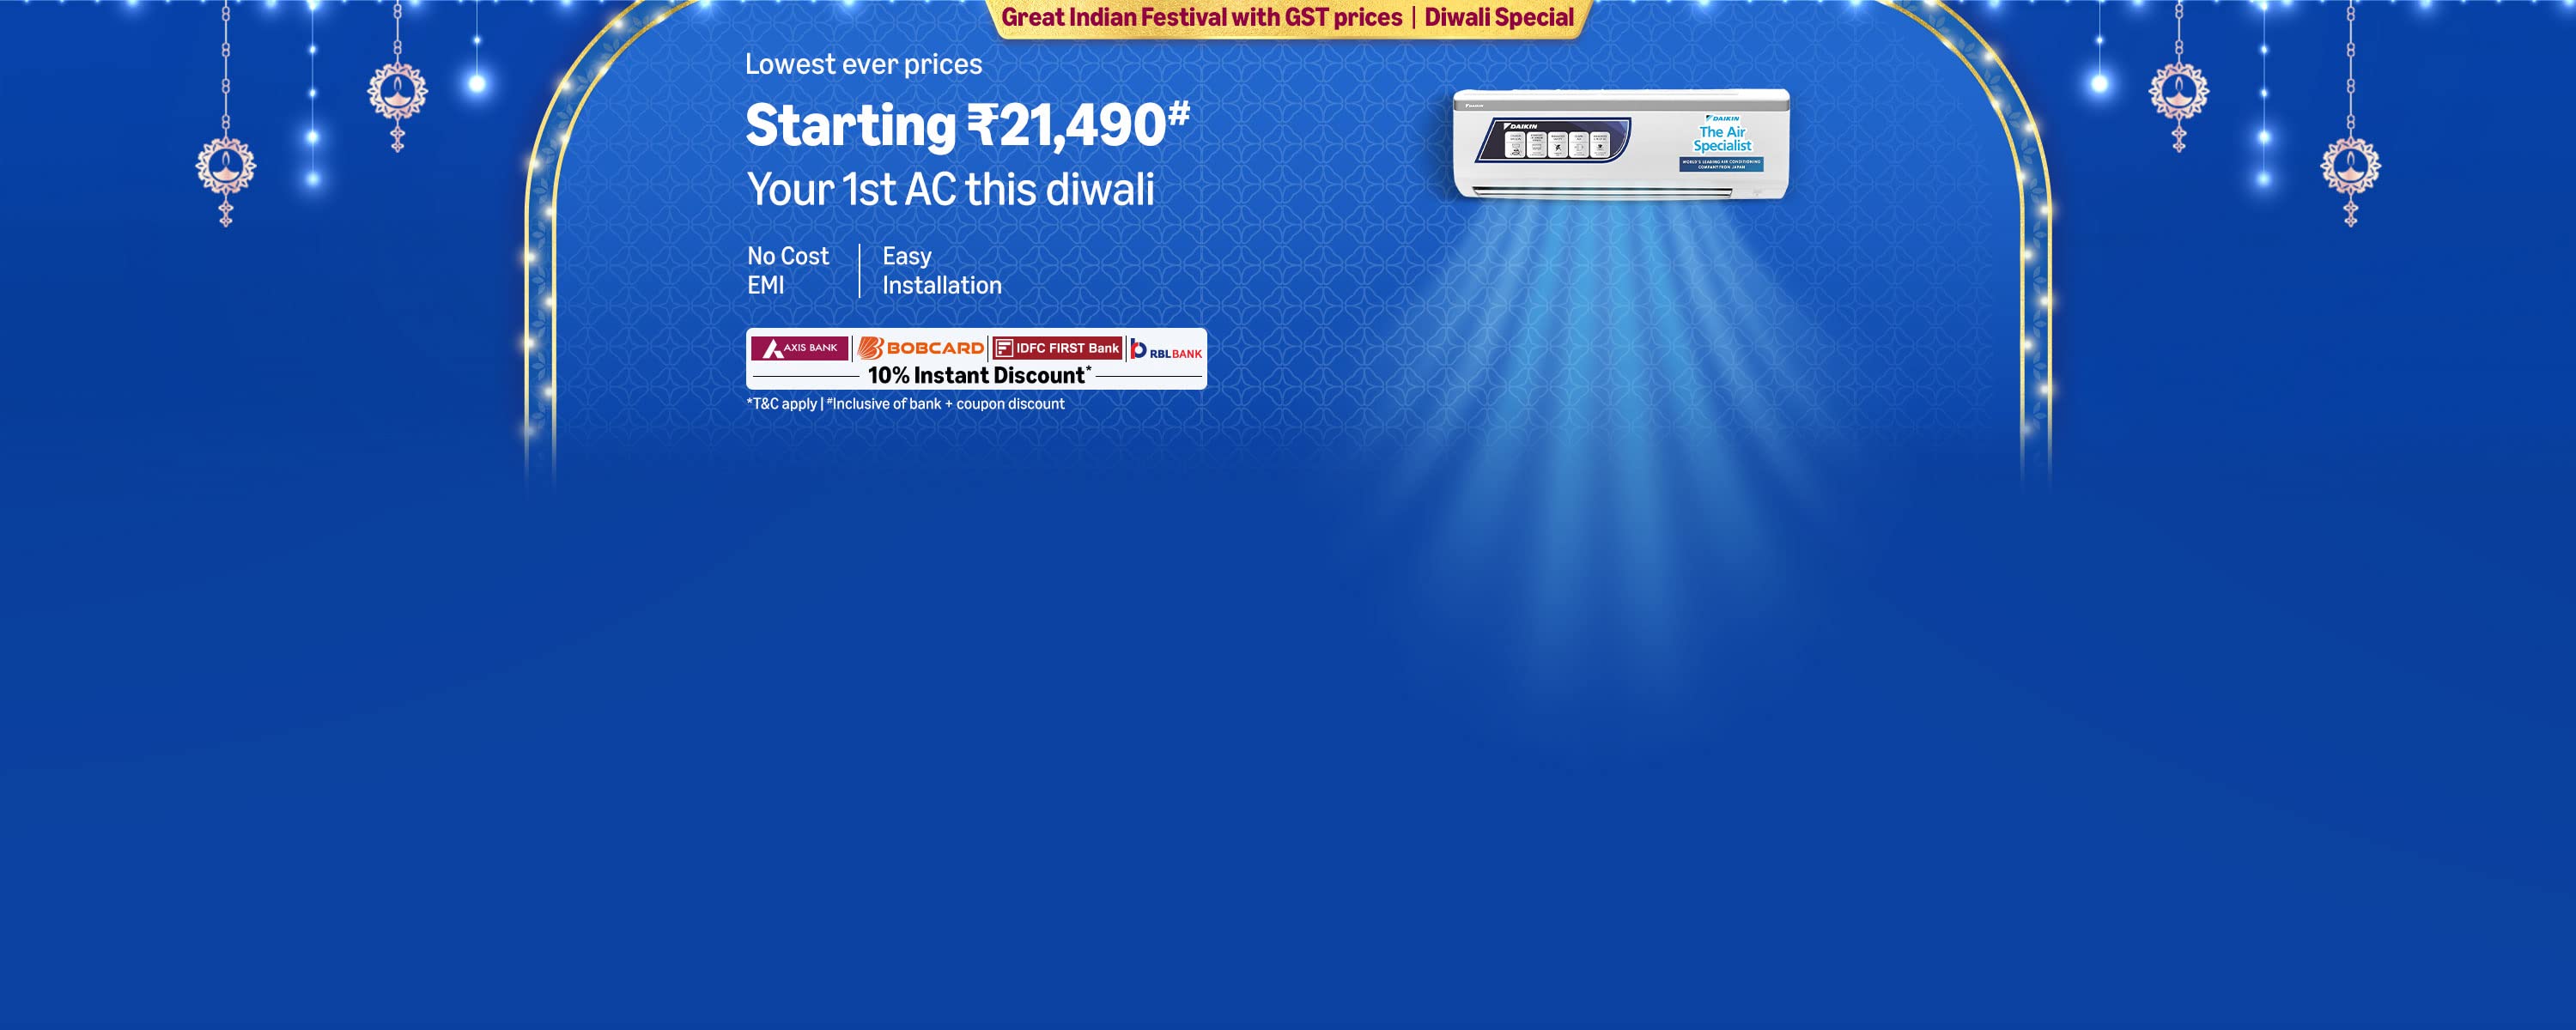 Great Indian Festival with GST prices | Diwali Special
Lowest ever prices
Starting ₹21,490#
Your 1st AC this diwali
No Cost
EMI
Easy
Installation
AXIS BANK | BOBCARD | IDFC FIRST Bank | RBL BANK
10% Instant Discount*
*T&C apply | #Inclusive of bank + coupon discount
DAIKIN
DAIKIN
DAIKIN
The Air
Specialist
WORLD'S LEADING AIR CONDITIONING
COMPANY FROM JAPAN